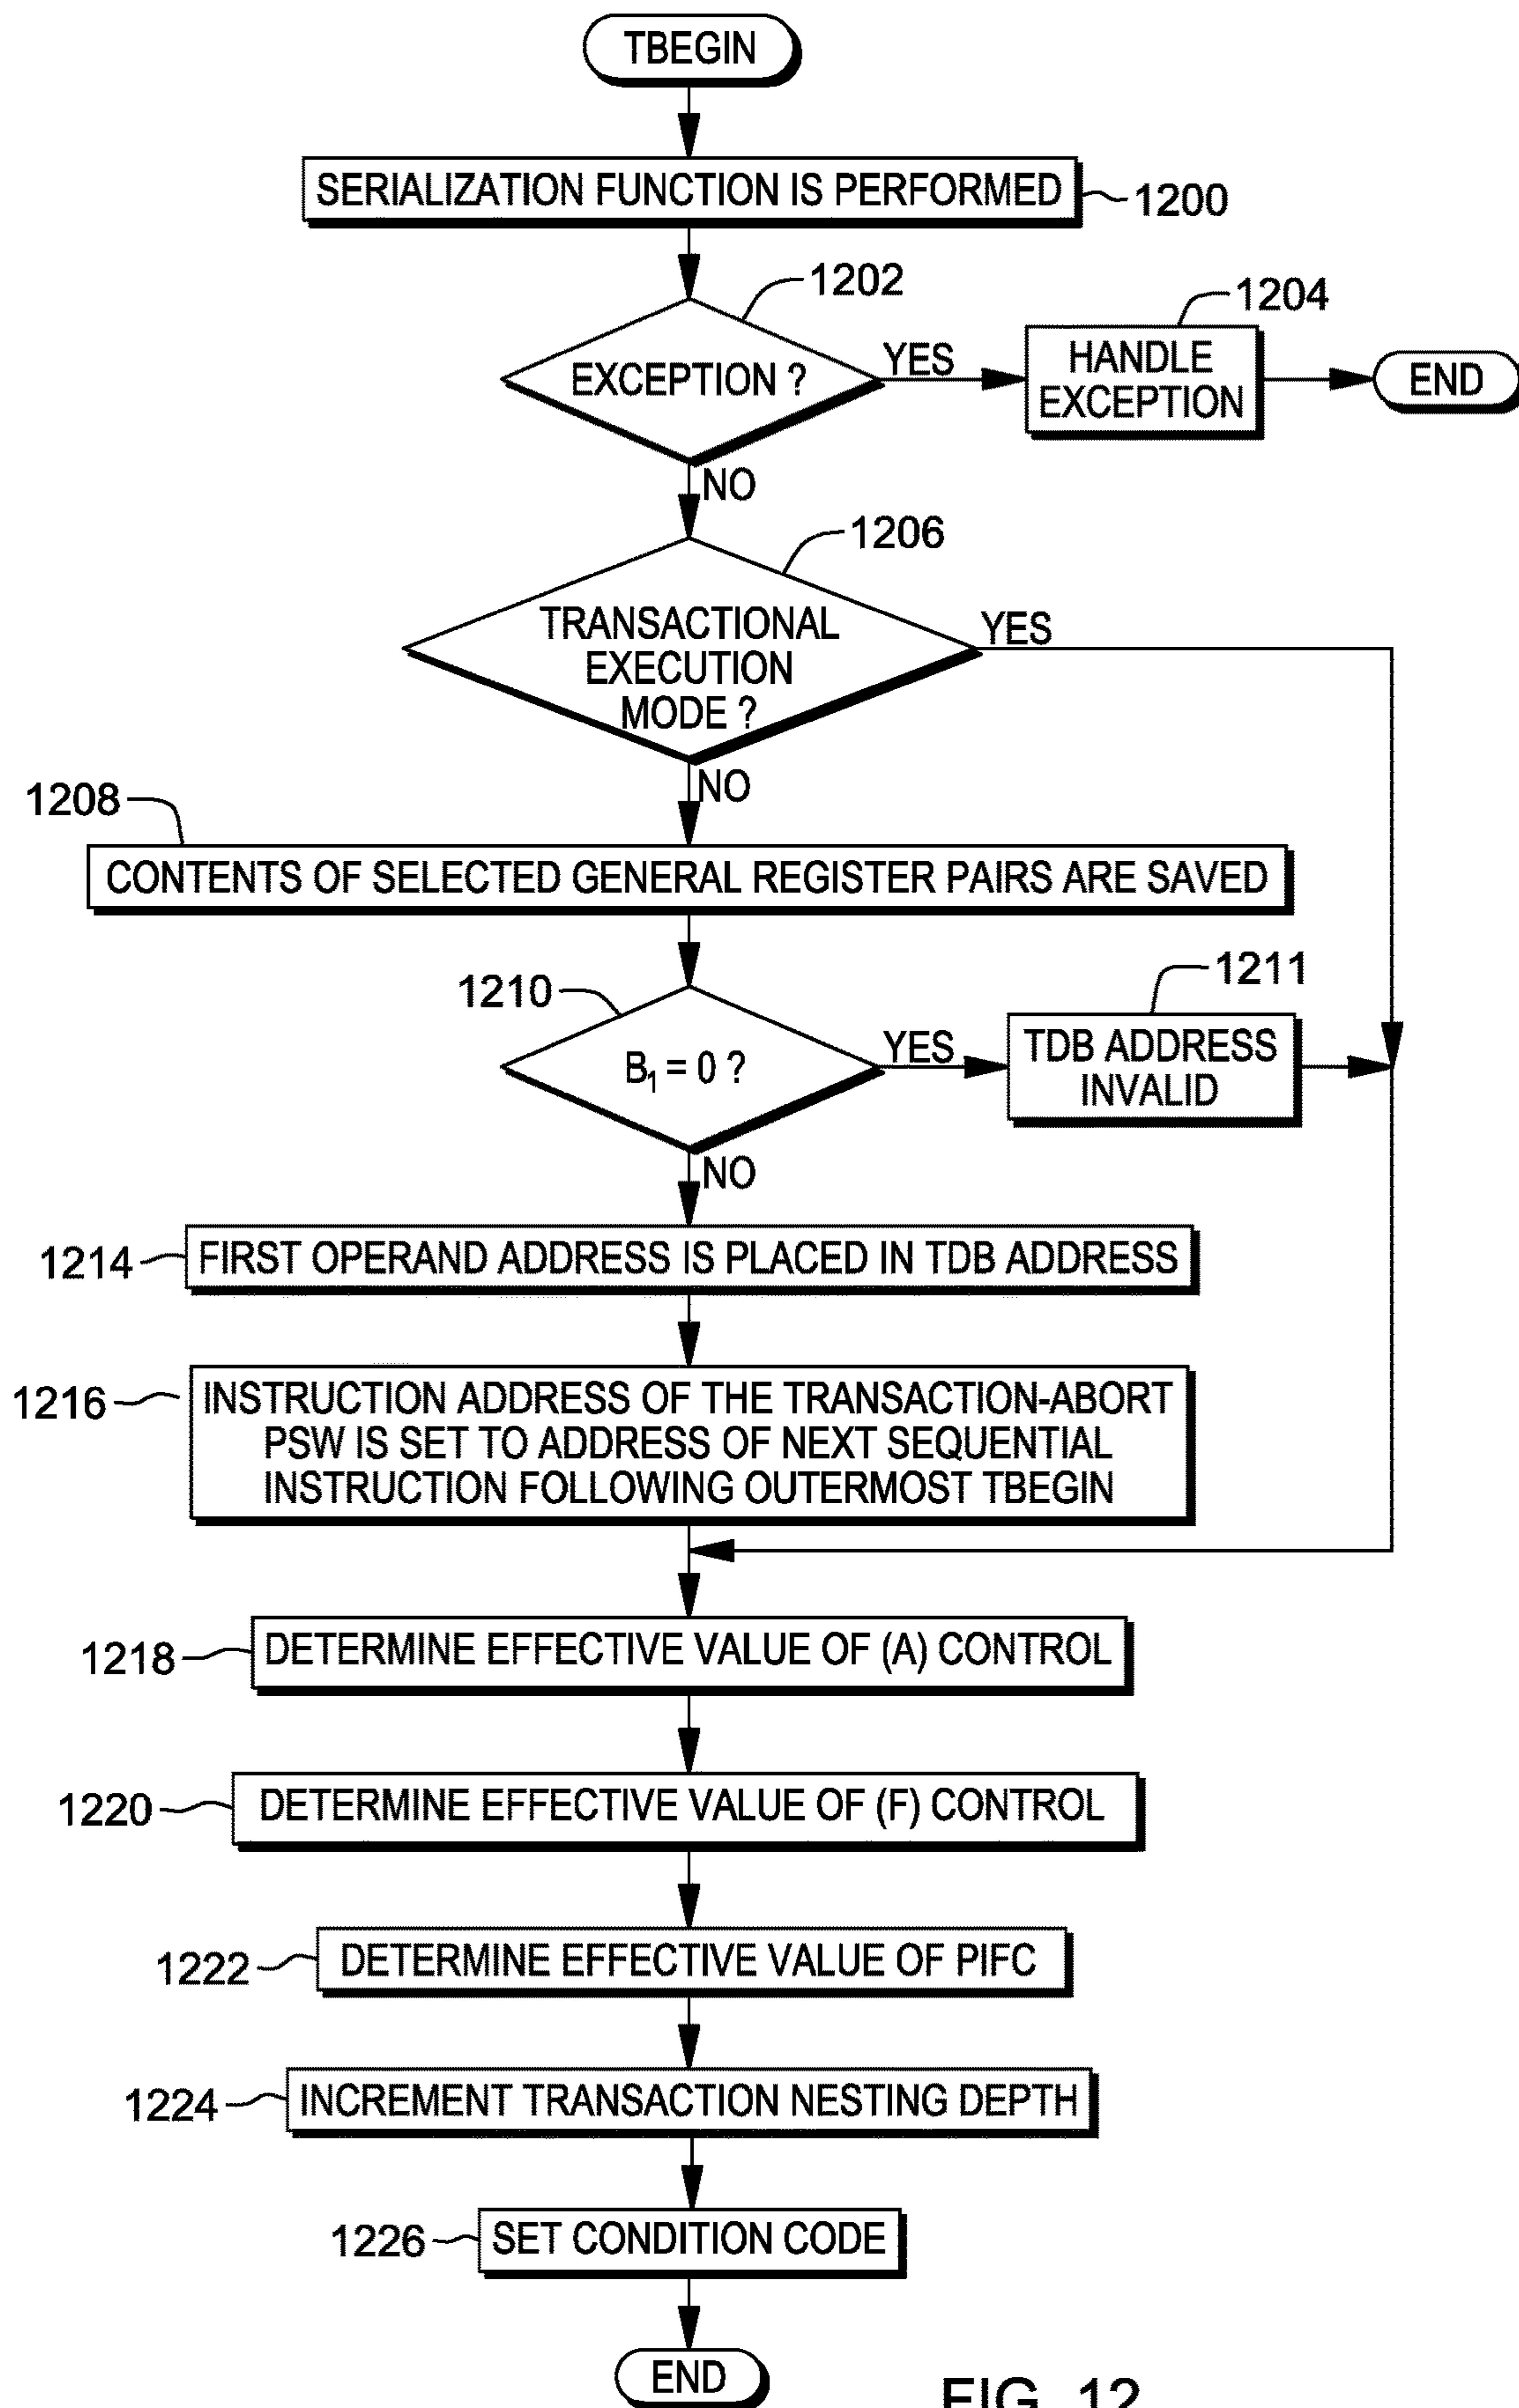 TBEGIN
SERIALIZATION FUNCTION IS PERFORMED
1200
1202
1204
EXCEPTION ?
YES
HANDLE
EXCEPTION
END
NO
1206
TRANSACTIONAL
EXECUTION
MODE ?
YES
NO
1208
CONTENTS OF SELECTED GENERAL REGISTER PAIRS ARE SAVED
1210
1211
B₁ = 0 ?
YES
TDB ADDRESS
INVALID
NO
1214
FIRST OPERAND ADDRESS IS PLACED IN TDB ADDRESS
1216
INSTRUCTION ADDRESS OF THE TRANSACTION-ABORT
PSW IS SET TO ADDRESS OF NEXT SEQUENTIAL
INSTRUCTION FOLLOWING OUTERMOST TBEGIN
1218
DETERMINE EFFECTIVE VALUE OF (A) CONTROL
1220
DETERMINE EFFECTIVE VALUE OF (F) CONTROL
1222
DETERMINE EFFECTIVE VALUE OF PIFC
1224
INCREMENT TRANSACTION NESTING DEPTH
1226
SET CONDITION CODE
END
FIG. 12